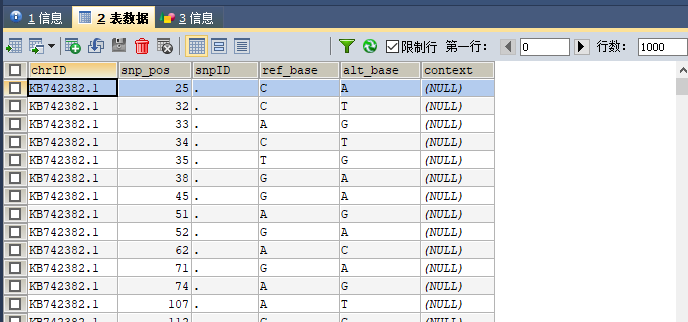 1 信息 2 表数据 3 信息
限制行 第一行: 0 行数: 1000
chrID snp_pos snpID ref_base alt_base context
KB742382.1 25 . C A (NULL)
KB742382.1 32 . C T (NULL)
KB742382.1 33 . A G (NULL)
KB742382.1 34 . C T (NULL)
KB742382.1 35 . T G (NULL)
KB742382.1 38 . G A (NULL)
KB742382.1 45 . G A (NULL)
KB742382.1 51 . A G (NULL)
KB742382.1 52 . G A (NULL)
KB742382.1 62 . A C (NULL)
KB742382.1 71 . G A (NULL)
KB742382.1 74 . A G (NULL)
KB742382.1 107 . A T (NULL)